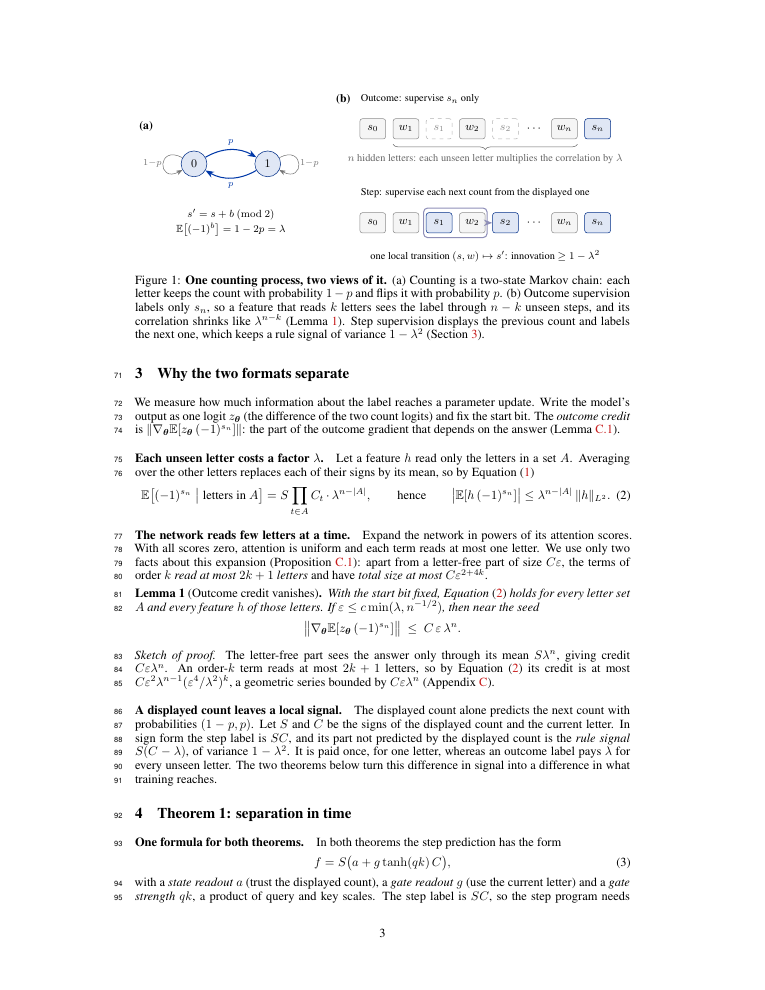 (a)
p
1−p
0
1
1−p
p
s′ = s + b (mod 2)
𝔼[(−1)^b] = 1 − 2p = λ
(b) Outcome: supervise s_n only
s_0 w_1 s_1 w_2 s_2 ⋯ w_n s_n
n hidden letters: each unseen letter multiplies the correlation by λ
Step: supervise each next count from the displayed one
s_0 w_1 s_1 w_2 s_2 ⋯ w_n s_n
one local transition (s, w) ↦ s′: innovation ≥ 1 − λ²
Figure 1: One counting process, two views of it. (a) Counting is a two-state Markov chain: each
letter keeps the count with probability 1 − p and flips it with probability p. (b) Outcome supervision
labels only s_n, so a feature that reads k letters sees the label through n − k unseen steps, and its
correlation shrinks like λ^{n−k} (Lemma 1). Step supervision displays the previous count and labels
the next one, which keeps a rule signal of variance 1 − λ² (Section 3).
71 3 Why the two formats separate
72 We measure how much information about the label reaches a parameter update. Write the model's
73 output as one logit z_θ (the difference of the two count logits) and fix the start bit. The outcome credit
74 is ‖∇_θ𝔼[z_θ (−1)^{s_n}]‖: the part of the outcome gradient that depends on the answer (Lemma C.1).
75 Each unseen letter costs a factor λ. Let a feature h read only the letters in a set A. Averaging
76 over the other letters replaces each of their signs by its mean, so by Equation (1)
𝔼[(−1)^{s_n} | letters in A] = S ∏_{t∈A} C_t · λ^{n−|A|}, hence |𝔼[h (−1)^{s_n}]| ≤ λ^{n−|A|} ‖h‖_{L²}. (2)
77 The network reads few letters at a time. Expand the network in powers of its attention scores.
78 With all scores zero, attention is uniform and each term reads at most one letter. We use only two
79 facts about this expansion (Proposition C.1): apart from a letter-free part of size Cε, the terms of
80 order k read at most 2k + 1 letters and have total size at most Cε^{2+4k}.
81 Lemma 1 (Outcome credit vanishes). With the start bit fixed, Equation (2) holds for every letter set
82 A and every feature h of those letters. If ε ≤ c min(λ, n^{−1/2}), then near the seed
‖∇_θ𝔼[z_θ (−1)^{s_n}]‖ ≤ C ε λ^n.
83 Sketch of proof. The letter-free part sees the answer only through its mean Sλ^n, giving credit
84 Cελ^n. An order-k term reads at most 2k + 1 letters, so by Equation (2) its credit is at most
85 Cε²λ^{n−1}(ε⁴/λ²)^k, a geometric series bounded by Cελ^n (Appendix C).
86 A displayed count leaves a local signal. The displayed count alone predicts the next count with
87 probabilities (1 − p, p). Let S and C be the signs of the displayed count and the current letter. In
88 sign form the step label is SC, and its part not predicted by the displayed count is the rule signal
89 S(C − λ), of variance 1 − λ². It is paid once, for one letter, whereas an outcome label pays λ for
90 every unseen letter. The two theorems below turn this difference in signal into a difference in what
91 training reaches.
92 4 Theorem 1: separation in time
93 One formula for both theorems. In both theorems the step prediction has the form
f = S(a + g tanh(qk) C), (3)
94 with a state readout a (trust the displayed count), a gate readout g (use the current letter) and a gate
95 strength qk, a product of query and key scales. The step label is SC, so the step program needs
3